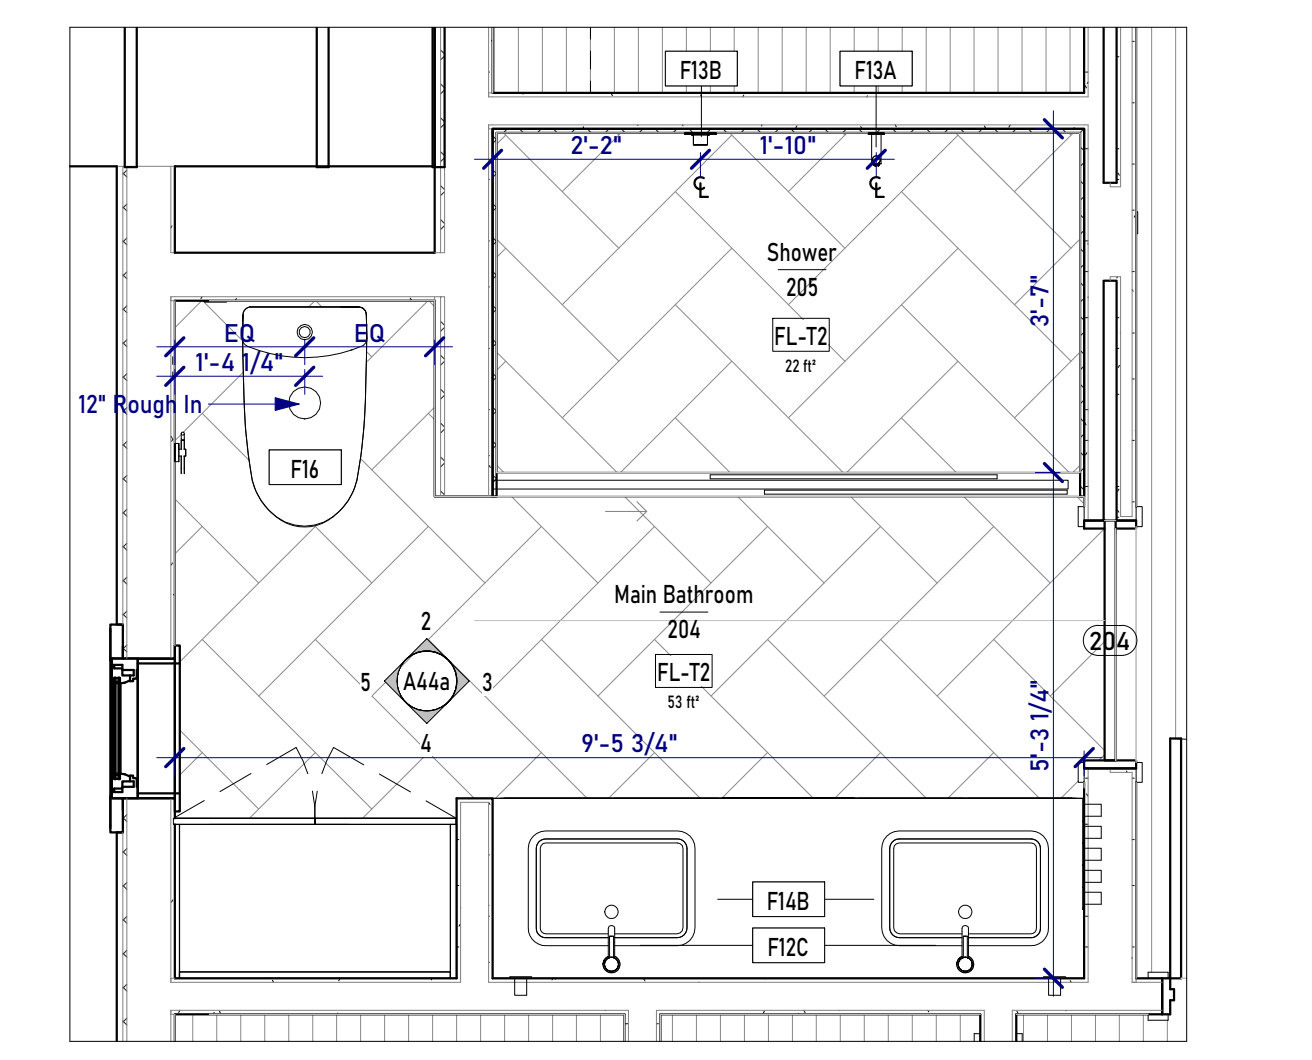 F13B
F13A
2'-2"
1'-10"
℄
℄
Shower
205
FL-T2
22 ft²
3'-7"
EQ
EQ
1'-4 1/4"
12" Rough In
F16
Main Bathroom
204
FL-T2
53 ft²
204
2
5
A44a
3
4
9'-5 3/4"
5'-3 1/4"
F14B
F12C